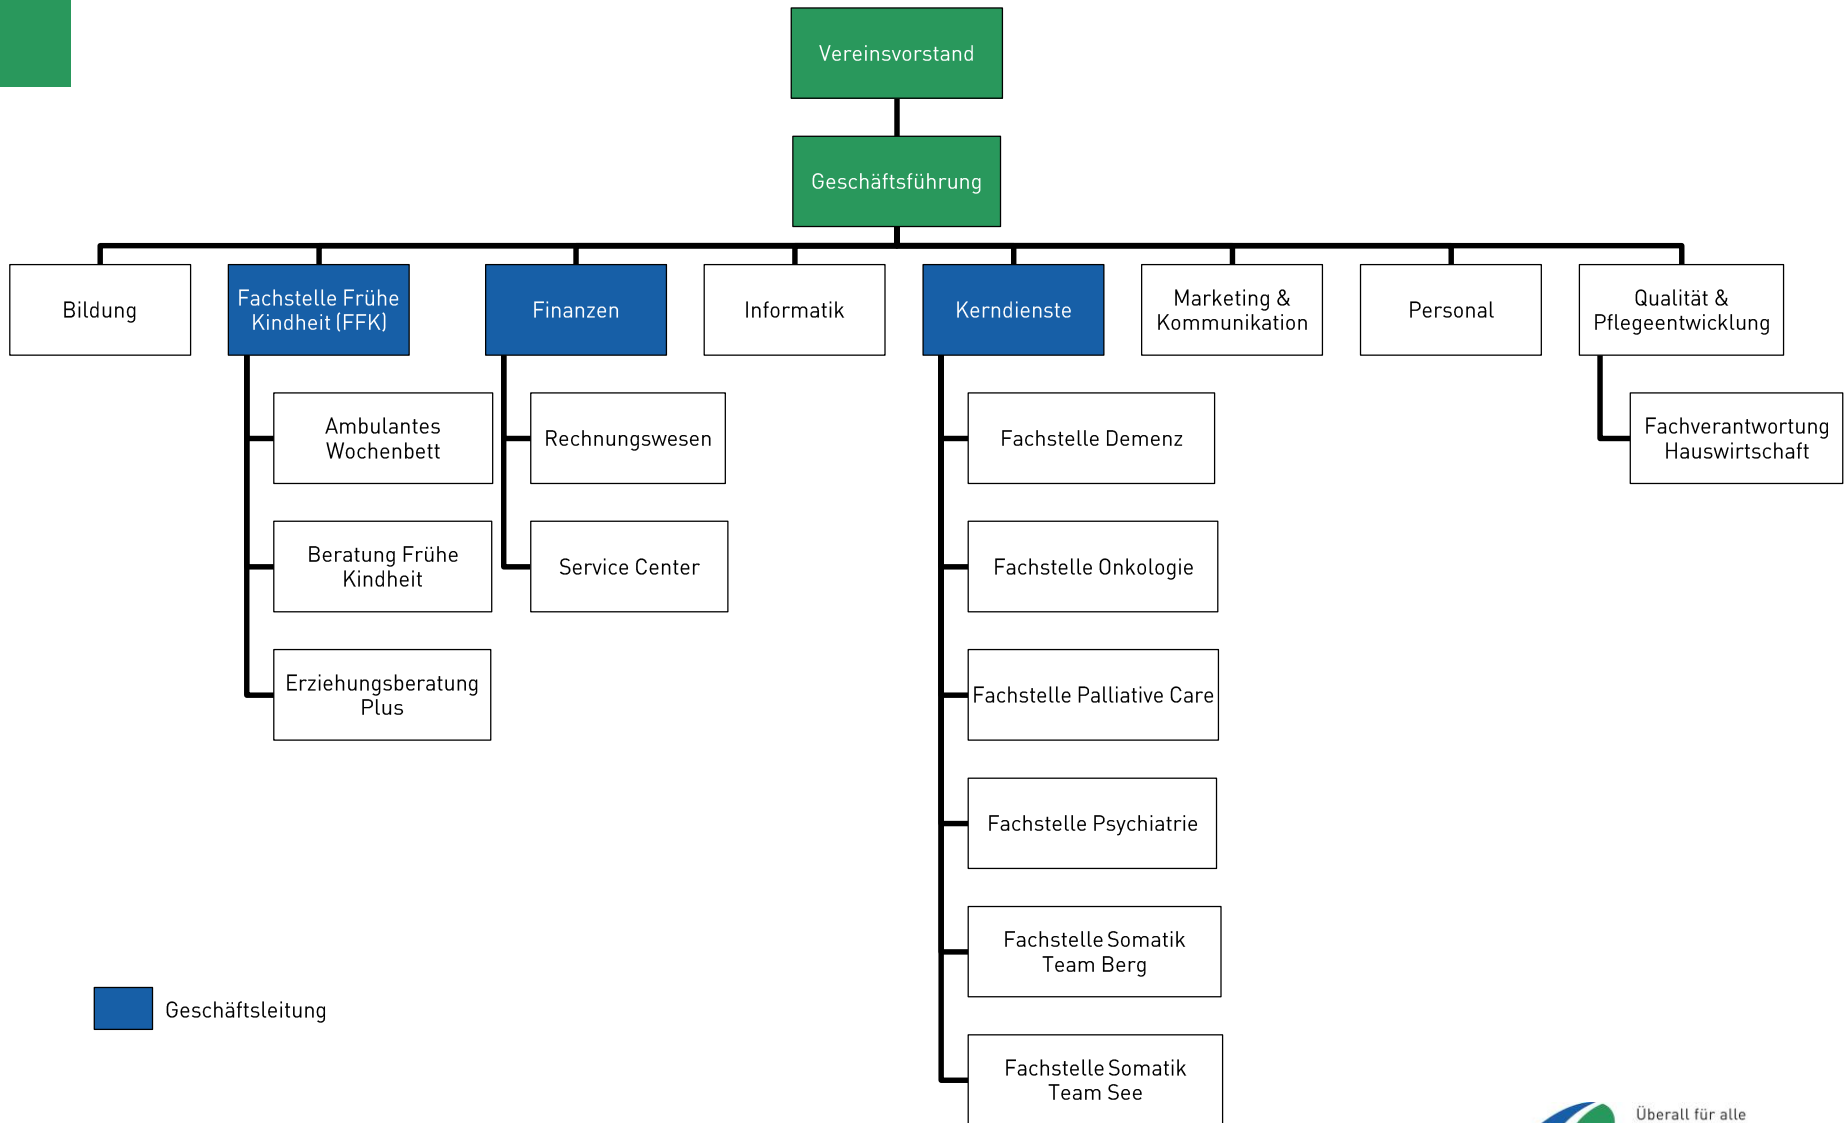 Vereinsvorstand
Geschäftsführung
Bildung
Fachstelle Frühe
Kindheit (FFK)
Finanzen
Informatik
Kerndienste
Marketing &
Kommunikation
Personal
Qualität &
Pflegeentwicklung
Ambulantes
Wochenbett
Beratung Frühe
Kindheit
Erziehungsberatung
Plus
Rechnungswesen
Service Center
Fachstelle Demenz
Fachstelle Onkologie
Fachstelle Palliative Care
Fachstelle Psychiatrie
Fachstelle Somatik
Team Berg
Fachstelle Somatik
Team See
Fachverantwortung
Hauswirtschaft
Geschäftsleitung
Überall für alle